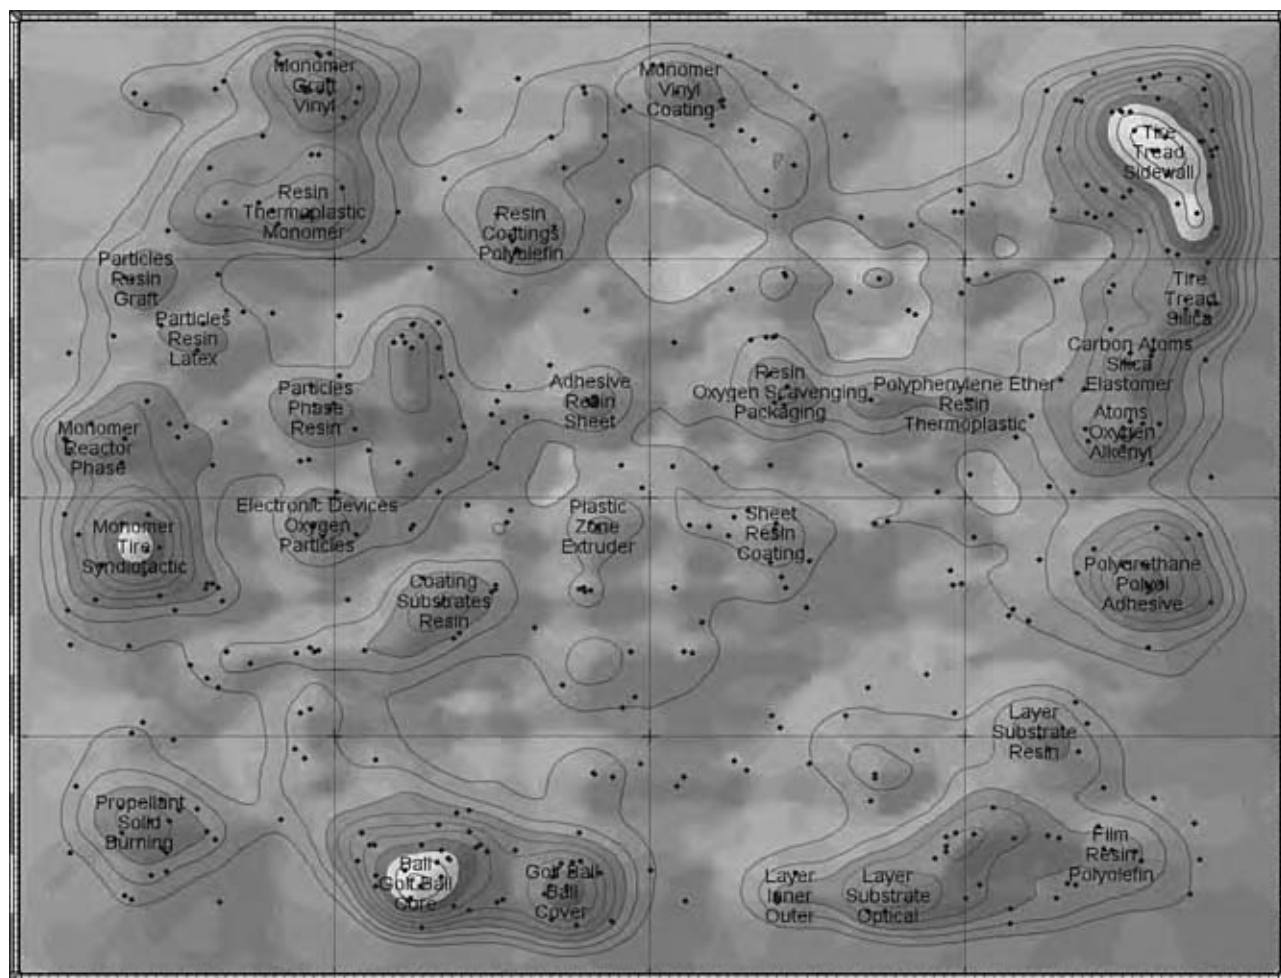 Monomer
Graft
Vinyl
Monomer
Vinyl
Coating
Tire
Tread
Sidewall
Resin
Thermoplastic
Monomer
Resin
Coatings
Polyolefin
Particles
Resin
Graft
Tire
Tread
Silica
Particles
Resin
Latex
Carbon Atoms
Silica
Elastomer
Particles
Phase
Resin
Adhesive
Resin
Sheet
Resin
Oxygen Scavenging
Packaging
Polyphenylene Ether
Resin
Thermoplastic
Atoms
Oxygen
Alkenyl
Monomer
Reactor
Phase
Monomer
Tire
Syndiotactic
Electronic Devices
Oxygen
Particles
Plastic
Zone
Extruder
Sheet
Resin
Coating
Polyurethane
Polyol
Adhesive
Coating
Substrates
Resin
Layer
Substrate
Resin
Propellant
Solid
Burning
Ball
Golf Ball
Core
Golf Ball
Ball
Cover
Layer
Inner
Outer
Layer
Substrate
Optical
Film
Resin
Polyolefin